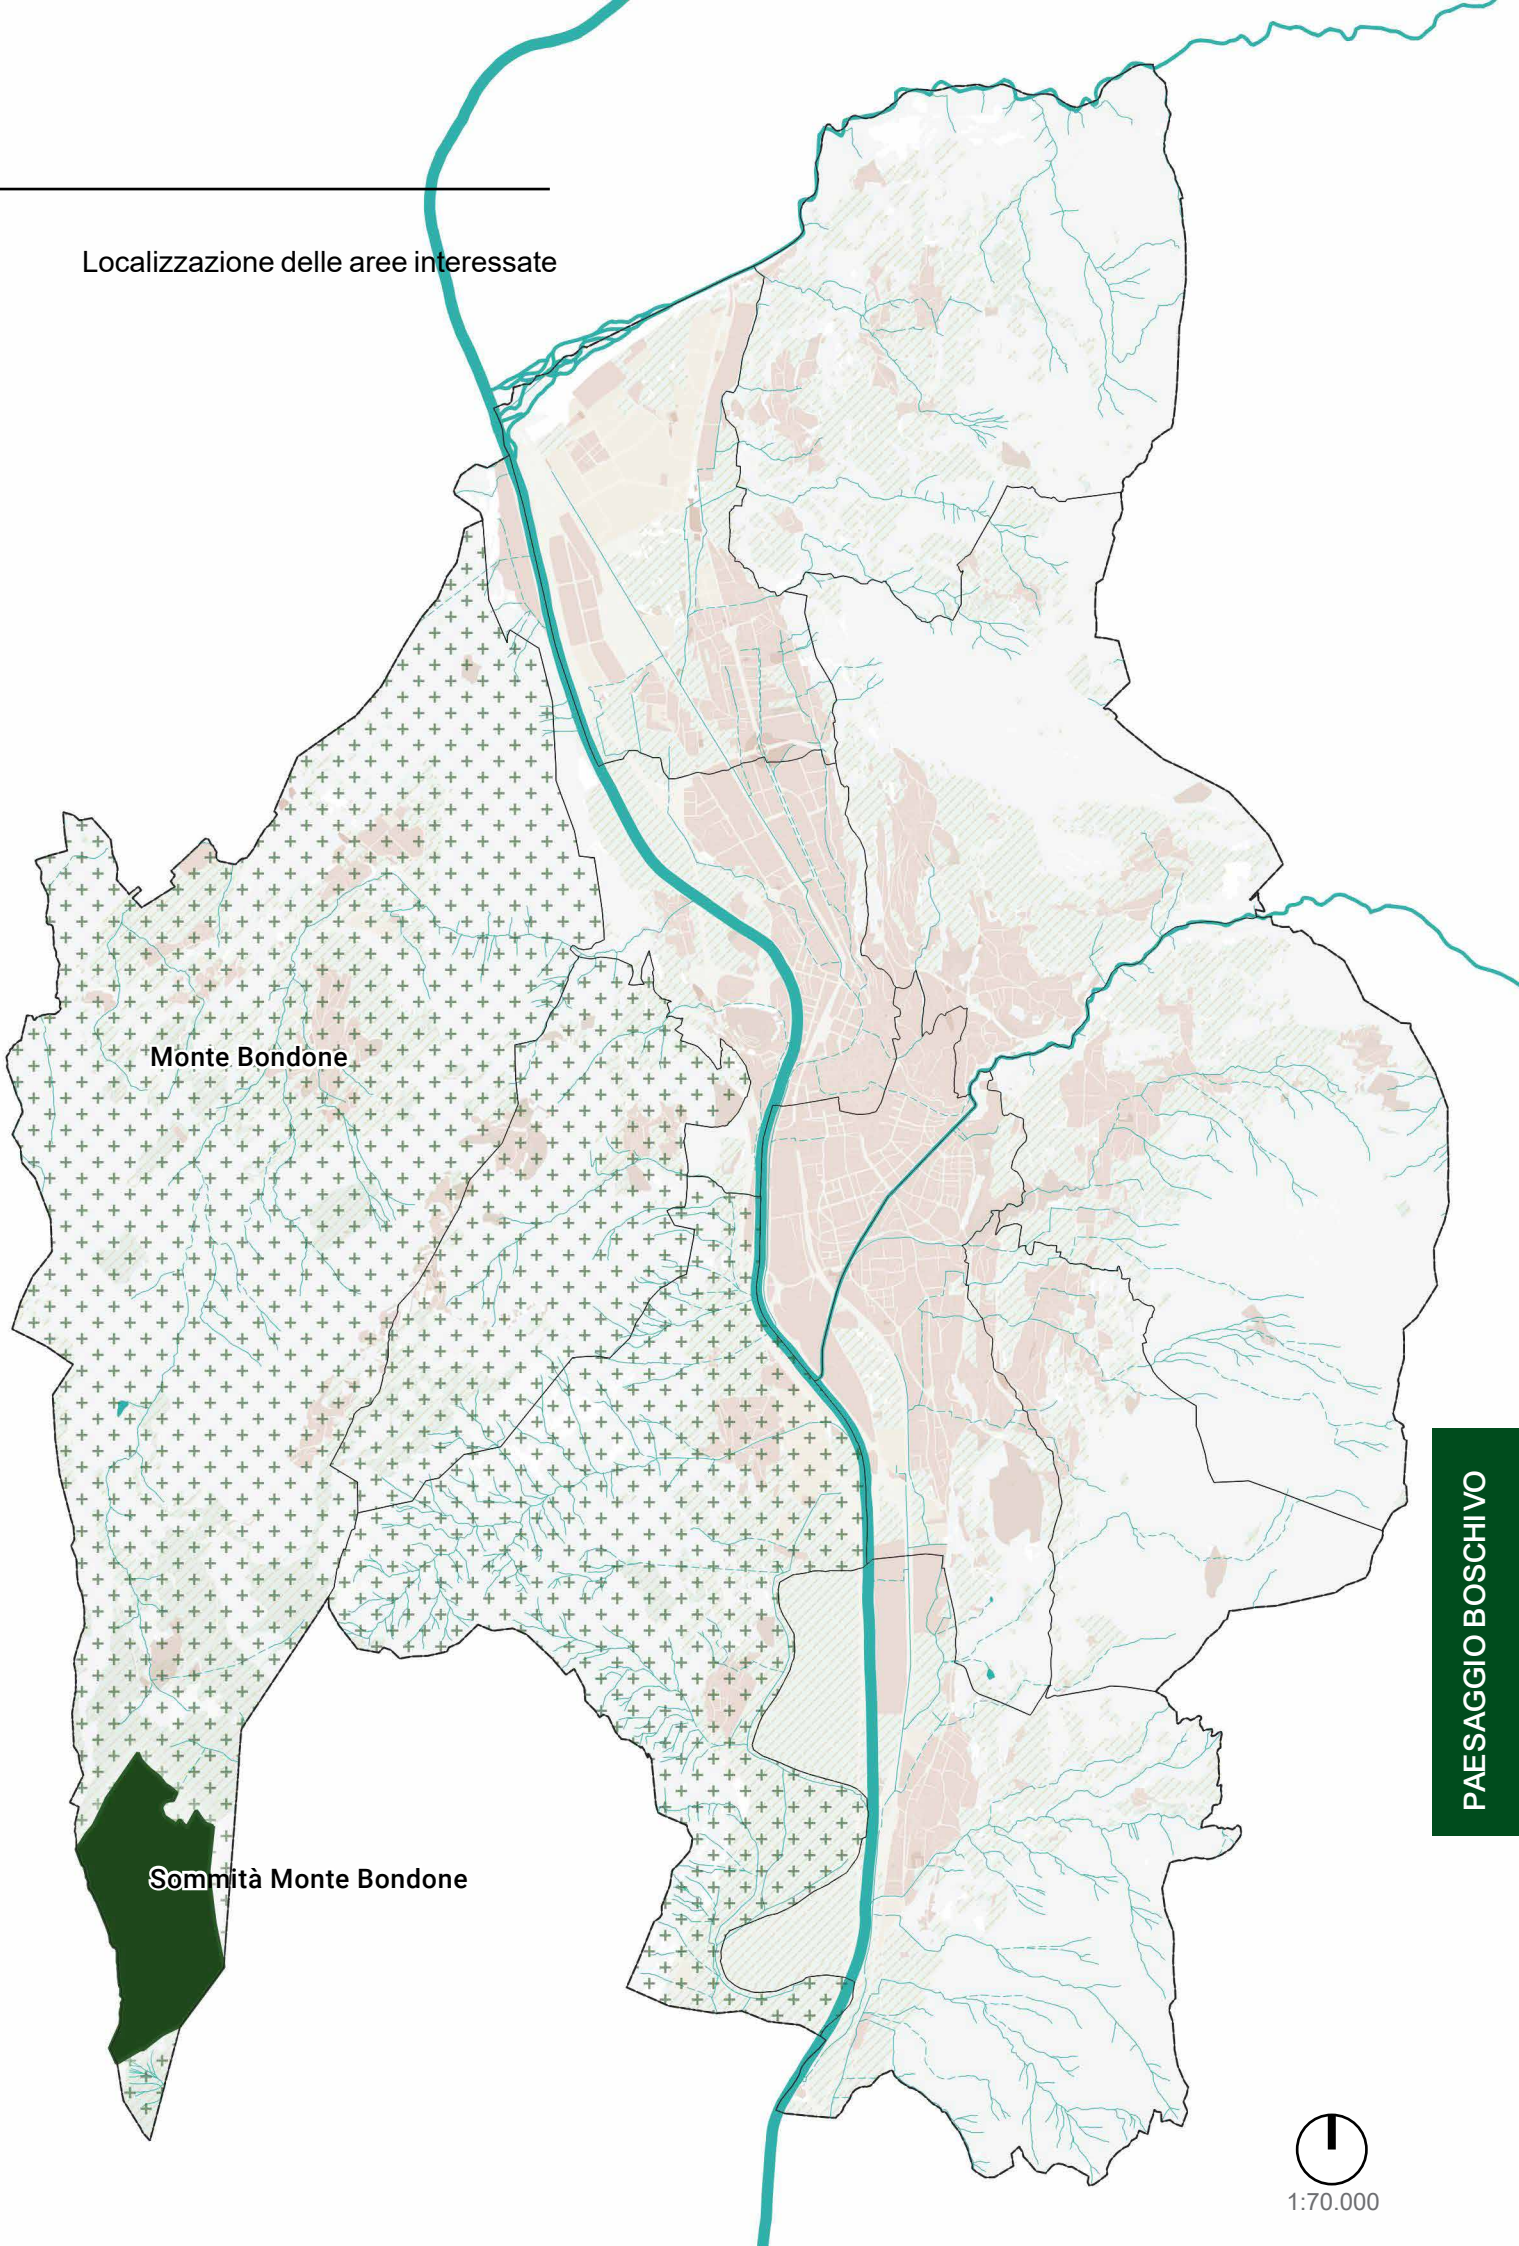 Localizzazione delle aree interessate
Monte Bondone
PAESAGGIO BOSCHIVO
Sommità Monte Bondone
1:70.000